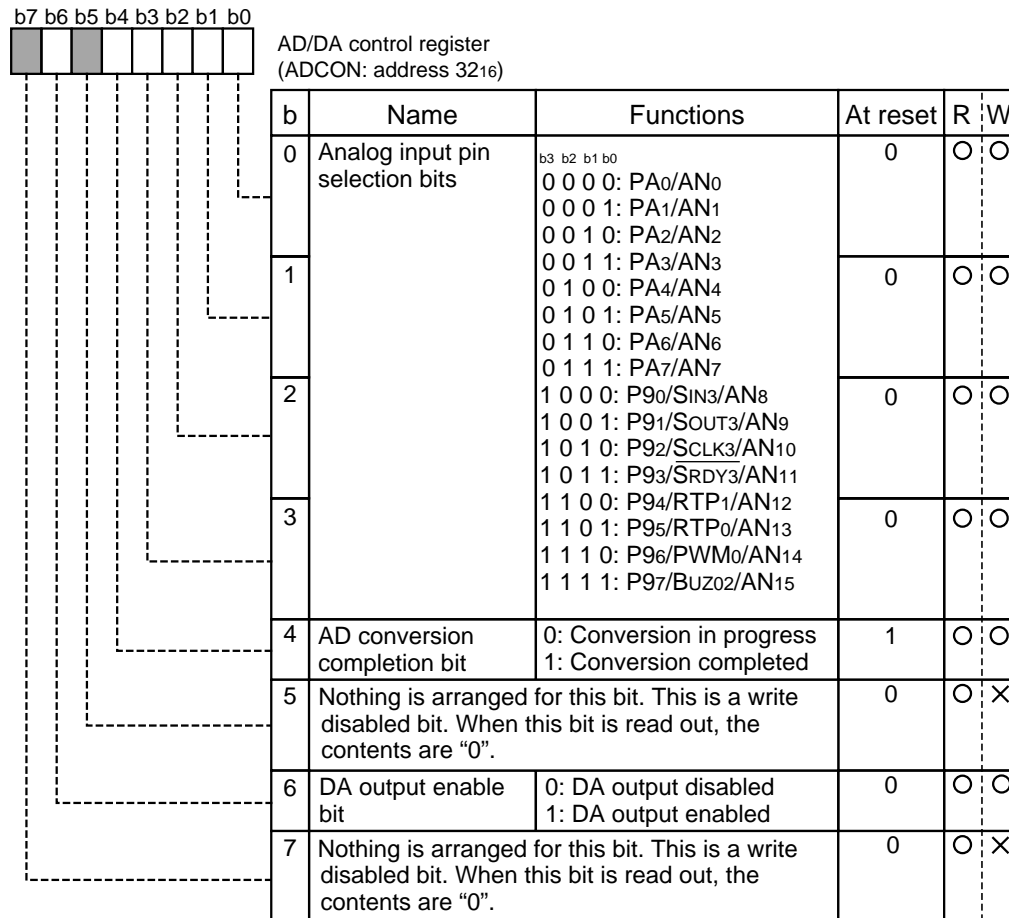 b7 b6 b5 b4 b3 b2 b1 b0
AD/DA control register
(ADCON: address 3216)
b Name Functions At reset R W
0 Analog input pin selection bits 0
b3 b2 b1 b0
0 0 0 0: PA0/AN0
0 0 0 1: PA1/AN1
0 0 1 0: PA2/AN2
0 0 1 1: PA3/AN3
1 0
0 1 0 0: PA4/AN4
0 1 0 1: PA5/AN5
0 1 1 0: PA6/AN6
0 1 1 1: PA7/AN7
2 0
1 0 0 0: P90/SIN3/AN8
1 0 0 1: P91/SOUT3/AN9
1 0 1 0: P92/SCLK3/AN10
1 0 1 1: P93/SRDY3/AN11
3 0
1 1 0 0: P94/RTP1/AN12
1 1 0 1: P95/RTP0/AN13
1 1 1 0: P96/PWM0/AN14
1 1 1 1: P97/BUZ02/AN15
4 AD conversion 0: Conversion in progress 1
completion bit 1: Conversion completed
5 Nothing is arranged for this bit. This is a write 0
disabled bit. When this bit is read out, the
contents are “0”.
6 DA output enable 0: DA output disabled 0
bit 1: DA output enabled
7 Nothing is arranged for this bit. This is a write 0
disabled bit. When this bit is read out, the
contents are “0”.